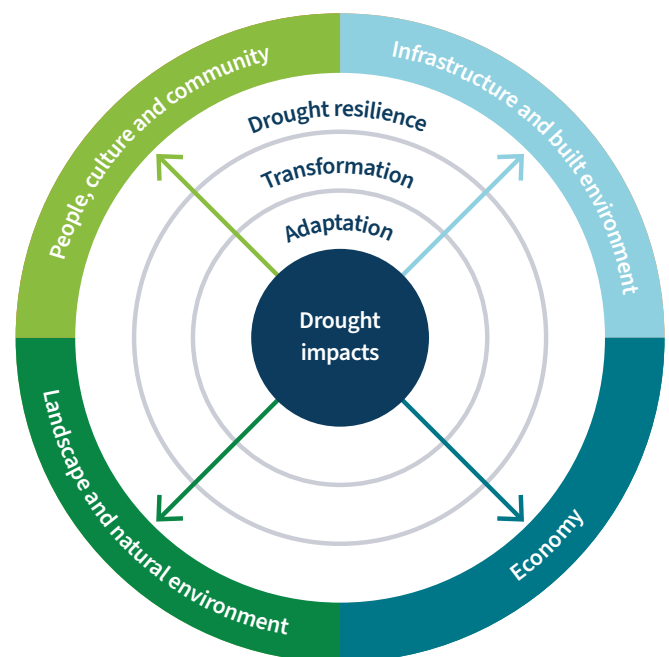 People, culture and community
Infrastructure and built environment
Drought resilience
Transformation
Adaptation
Drought
impacts
Landscape and natural environment
Economy